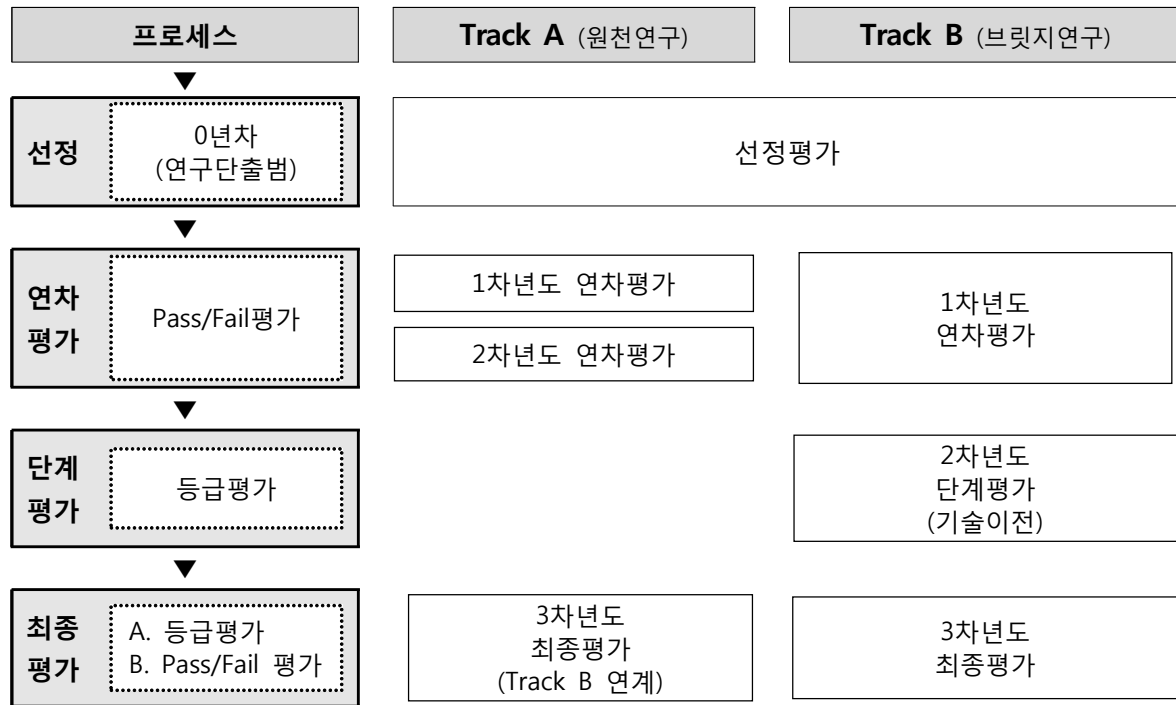 프로세스
Track A (원천연구)
Track B (브릿지연구)
▼
선정
0년차
(연구단출범)
선정평가
▼
연차
평가
Pass/Fail평가
1차년도 연차평가
2차년도 연차평가
1차년도
연차평가
▼
단계
평가
등급평가
2차년도
단계평가
(기술이전)
▼
최종
평가
A. 등급평가
B. Pass/Fail 평가
3차년도
최종평가
(Track B 연계)
3차년도
최종평가